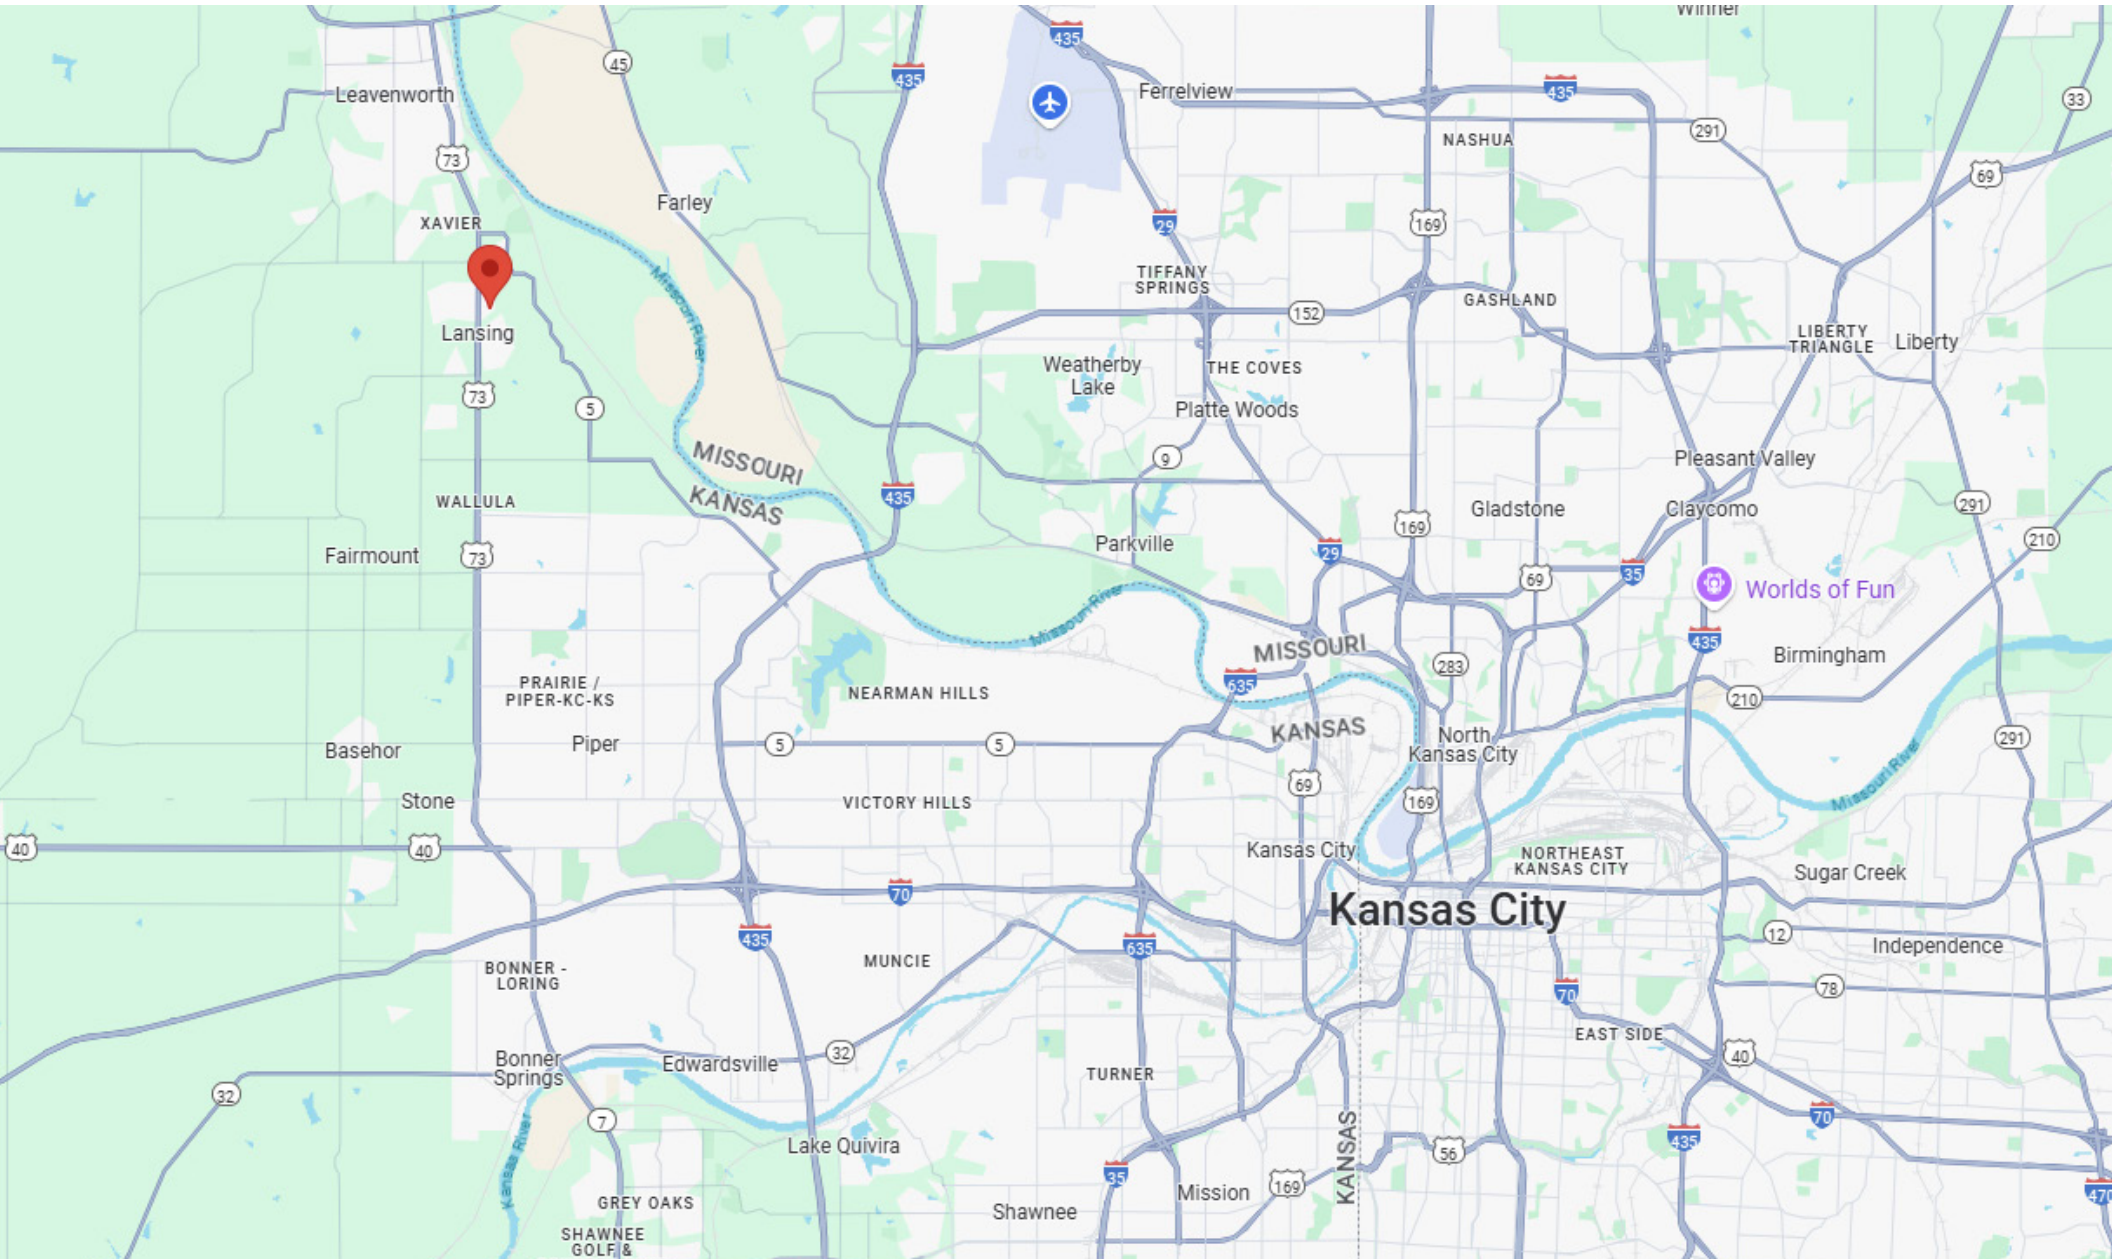 Winner
435
45
435
Leavenworth
Ferrelview
435
33
291
NASHUA
73
69
Farley
XAVIER
29
169
Missouri River
TIFFANY
SPRINGS
GASHLAND
152
Lansing
LIBERTY
TRIANGLE
Liberty
Weatherby
Lake
THE COVES
73
5
Platte Woods
MISSOURI
KANSAS
9
Pleasant Valley
435
WALLULA
291
Gladstone
Claycomo
169
210
Fairmount
73
Parkville
29
69
35
Worlds of Fun
Missouri River
435
MISSOURI
Birmingham
283
635
PRAIRIE /
PIPER-KC-KS
NEARMAN HILLS
210
KANSAS
Basehor
Piper
5
5
North
Kansas City
291
69
Missouri River
Stone
VICTORY HILLS
169
40
40
Kansas City
NORTHEAST
KANSAS CITY
Sugar Creek
70
Kansas City
435
635
12
Independence
MUNCIE
BONNER -
LORING
70
78
EAST SIDE
Bonner
Springs
Edwardsville
32
TURNER
40
32
7
70
Kansas River
Lake Quivira
435
KANSAS
56
35
Mission
169
470
GREY OAKS
Shawnee
SHAWNEE
GOLF &